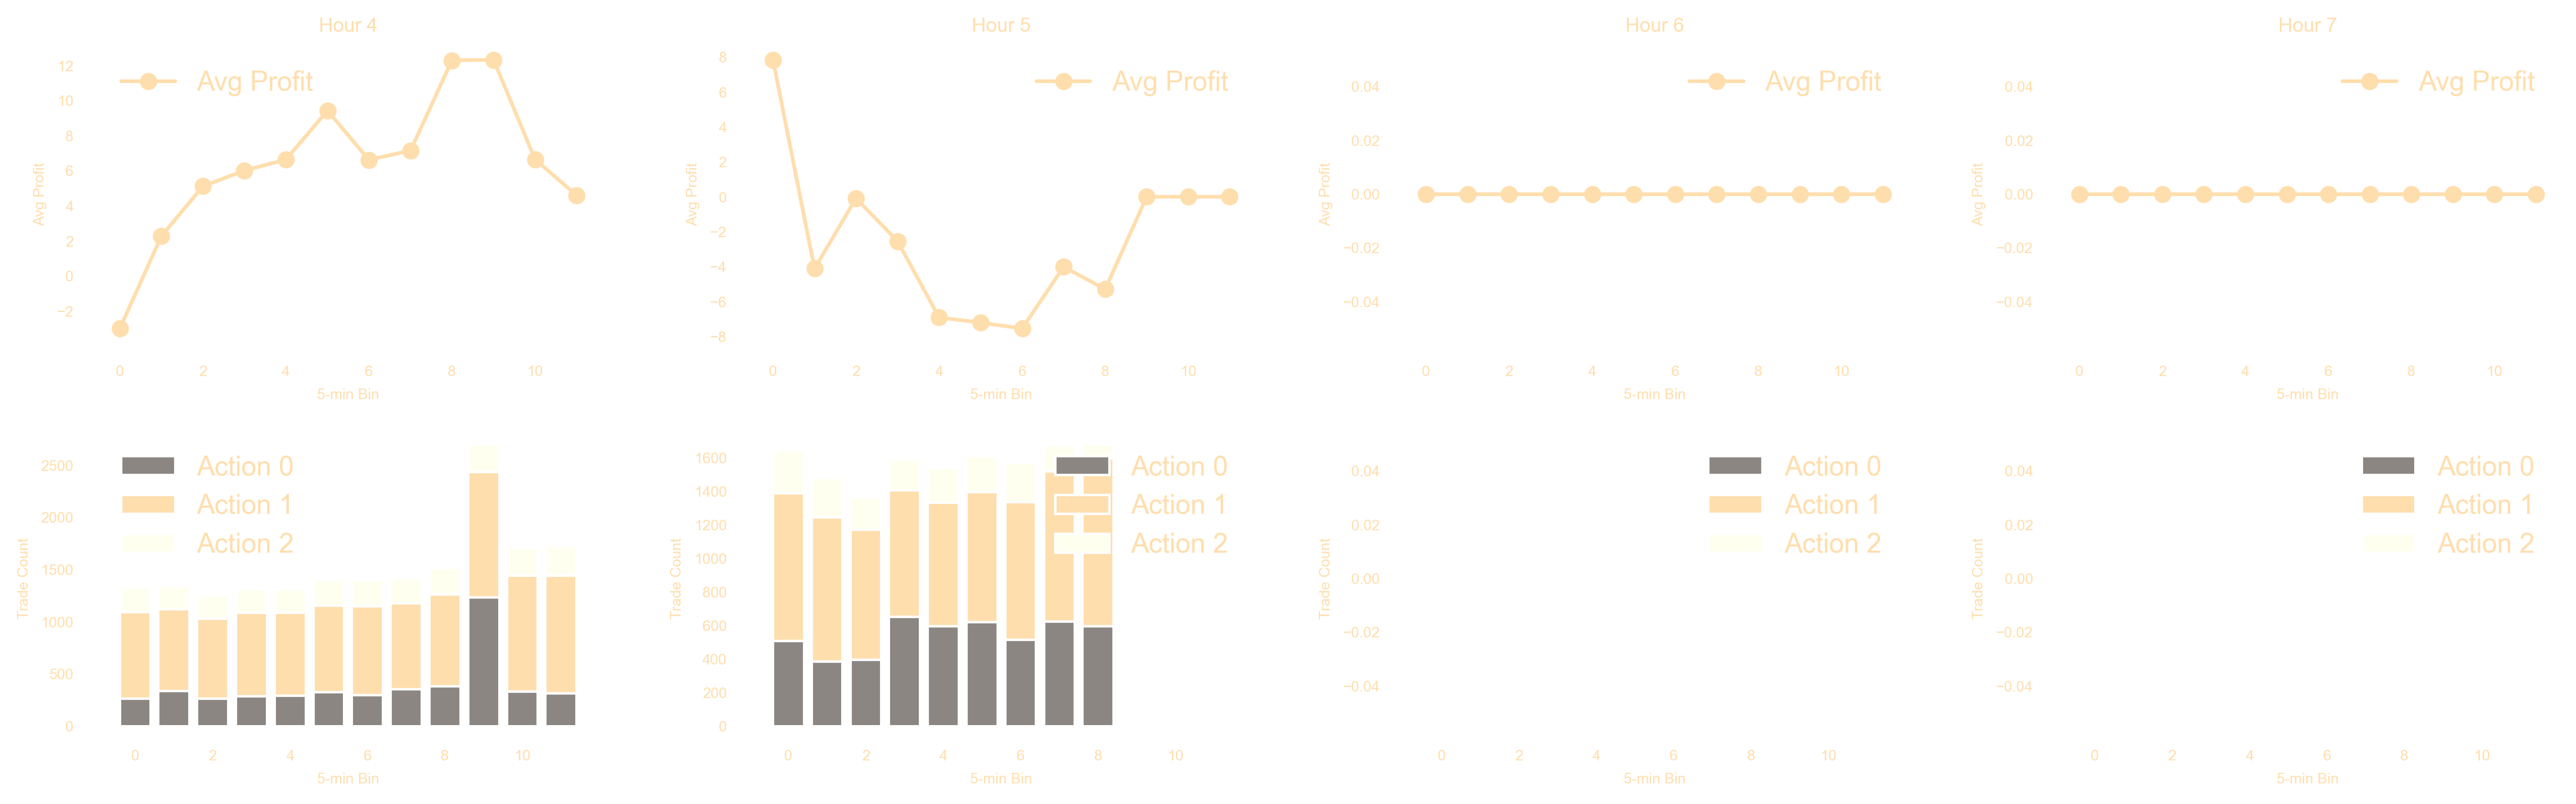 Hour 4
Avg Profit
12
10
8
6
4
2
0
−2
Avg Profit
0 2 4 6 8 10
5-min Bin
Hour 5
Avg Profit
8
6
4
2
0
−2
−4
−6
−8
Avg Profit
0 2 4 6 8 10
5-min Bin
Hour 6
Avg Profit
0.04
0.02
0.00
−0.02
−0.04
Avg Profit
0 2 4 6 8 10
5-min Bin
Hour 7
Avg Profit
0.04
0.02
0.00
−0.02
−0.04
Avg Profit
0 2 4 6 8 10
5-min Bin
Action 0
Action 1
Action 2
2500
2000
1500
1000
500
0
Trade Count
0 2 4 6 8 10
5-min Bin
Action 0
Action 1
Action 2
1600
1400
1200
1000
800
600
400
200
0
Trade Count
0 2 4 6 8 10
5-min Bin
Action 0
Action 1
Action 2
0.04
0.02
0.00
−0.02
−0.04
Trade Count
0 2 4 6 8 10
5-min Bin
Action 0
Action 1
Action 2
0.04
0.02
0.00
−0.02
−0.04
Trade Count
0 2 4 6 8 10
5-min Bin